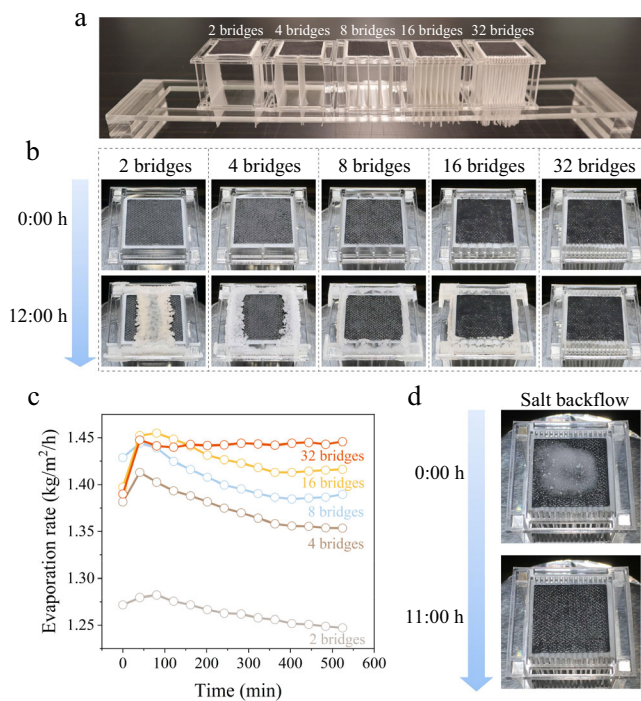 a
2 bridges 4 bridges 8 bridges 16 bridges 32 bridges
b
2 bridges 4 bridges 8 bridges 16 bridges 32 bridges
0:00 h
12:00 h
c
Evaporation rate (kg/m²/h)
1.45
1.40
1.35
1.30
1.25
32 bridges
16 bridges
8 bridges
4 bridges
2 bridges
0 100 200 300 400 500 600
Time (min)
d
Salt backflow
0:00 h
11:00 h